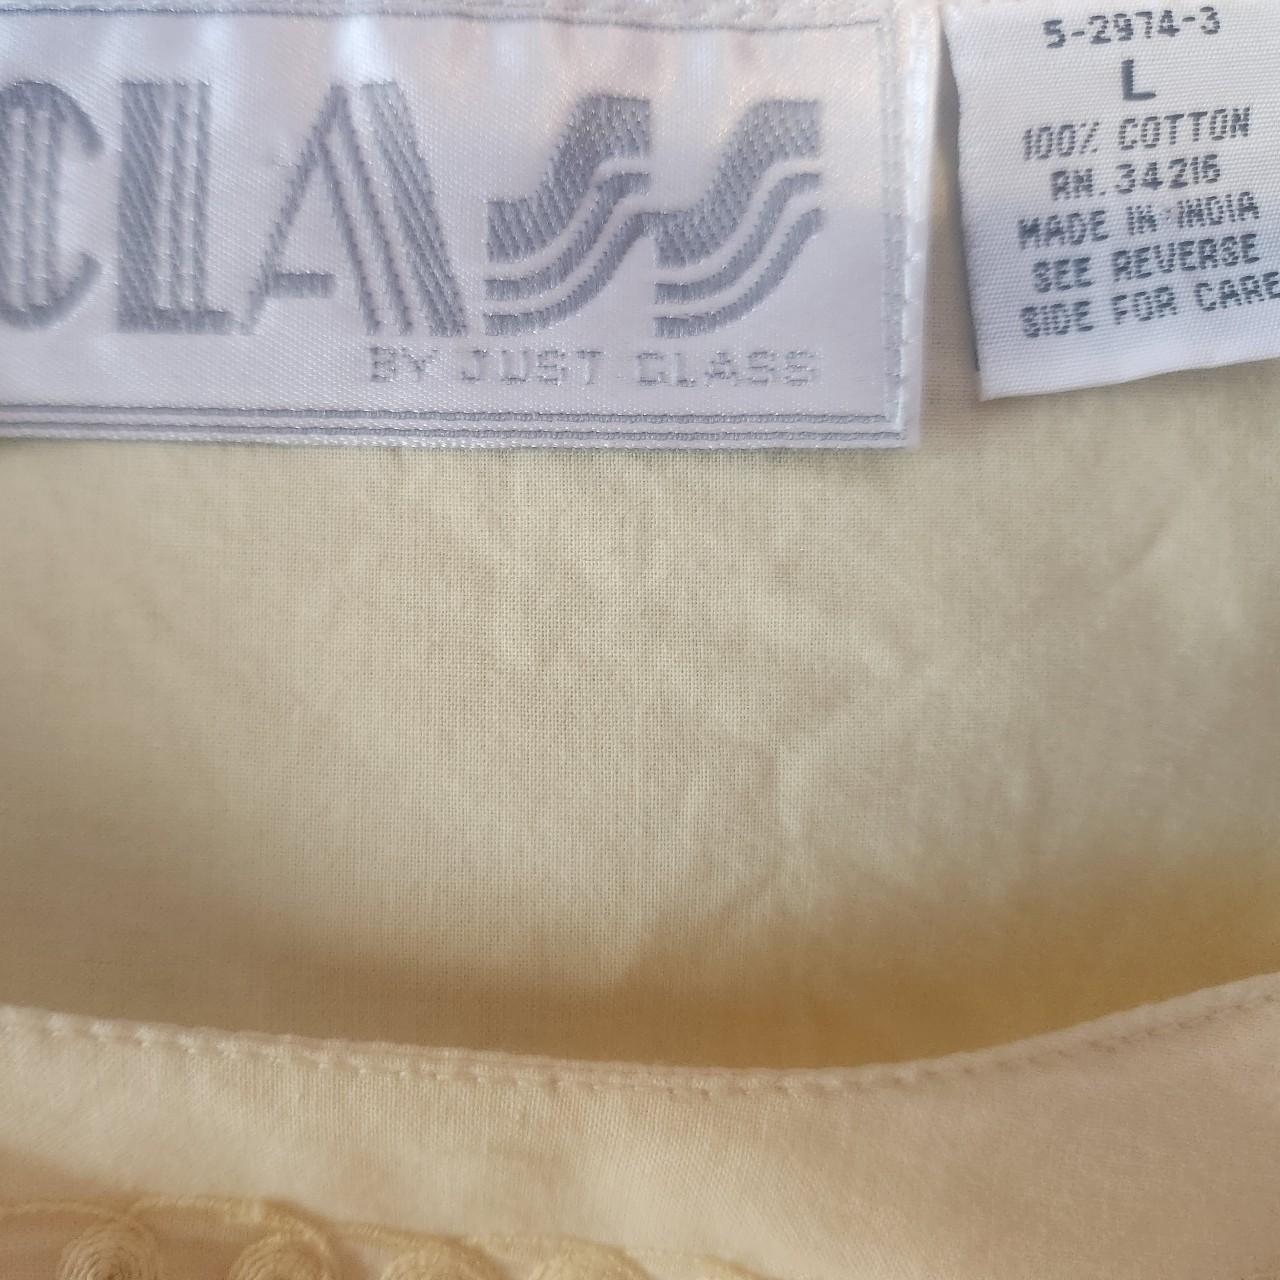 CLASS
BY JUST CLASS
5-2974-3
L
100% COTTON
RN. 34216
MADE IN INDIA
SEE REVERSE
SIDE FOR CARE